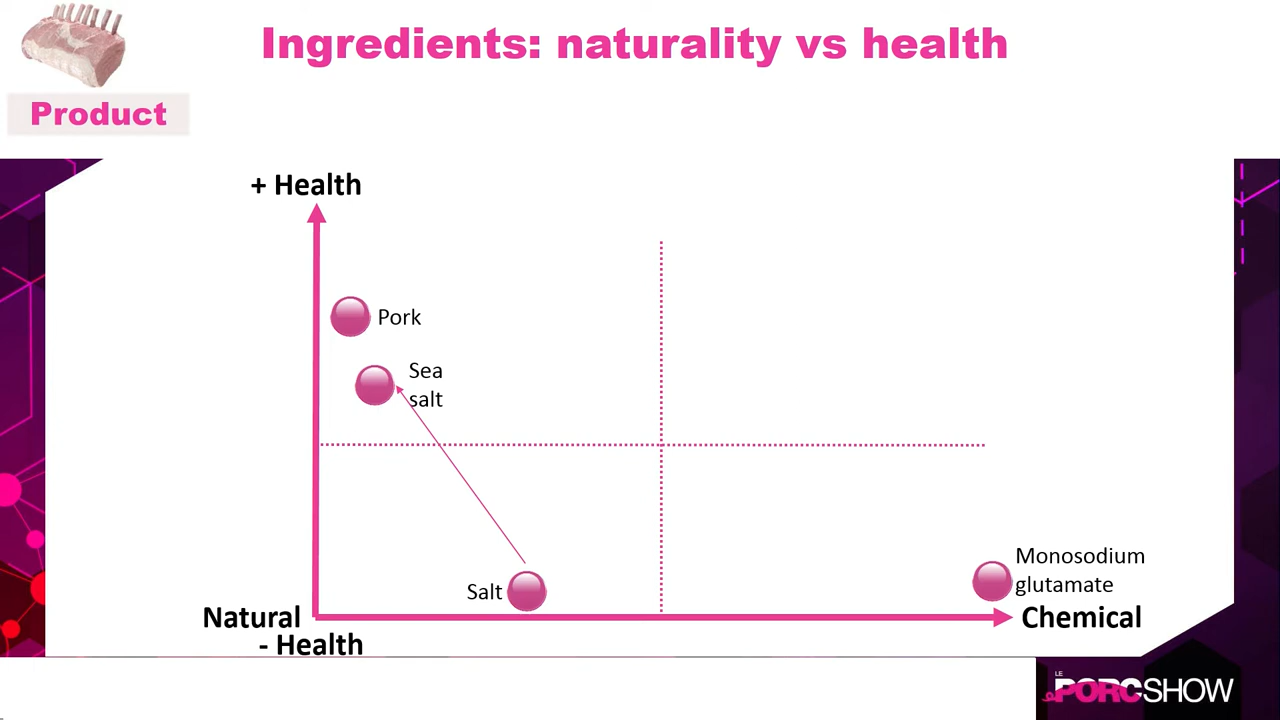 Ingredients: naturality vs health
Product
+ Health
Pork
Sea
salt
Salt
Monosodium
glutamate
Natural
Chemical
- Health
LE
PORCSHOW